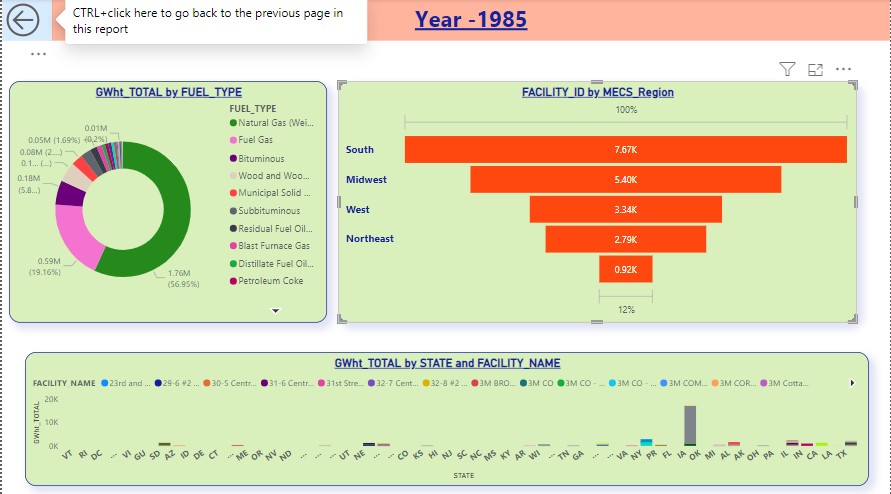 CTRL+click here to go back to the previous page in
this report
Year -1985
GWht_TOTAL by FUEL_TYPE
0.01M
(0.2%)
0.05M (1.69%)
0.08M (2....)
0.1... (...)
0.18M
(5.8...)
0.59M
(19.16%)
1.76M
(56.95%)
FUEL_TYPE
Natural Gas (Wei...
Fuel Gas
Bituminous
Wood and Woo...
Municipal Solid ...
Subbituminous
Residual Fuel Oil...
Blast Furnace Gas
Distillate Fuel Oil...
Petroleum Coke
FACILITY_ID by MECS_Region
100%
South 7.67K
Midwest 5.40K
West 3.34K
Northeast 2.79K
0.92K
12%
GWht_TOTAL by STATE and FACILITY_NAME
FACILITY_NAME 23rd and ... 29-6 #2 ... 30-5 Centr... 31-6 Centr... 31st Stre... 32-7 Cent... 32-8 #2 ... 3M BRO... 3M CO 3M CO - ... 3M CO - ... 3M COM... 3M COR... 3M Cotta...
GWht_TOTAL
20K
10K
0K
VT RI DC ... VI GU SD AZ ID DE CT ... ME OR NV ND ... ... UT NE ... ... CO KS HI NJ SC NC MS KY AR WI ... TN GA ... ... VA NY PR FL IA OK MI AL AK OH PA IL IN CA LA TX
STATE